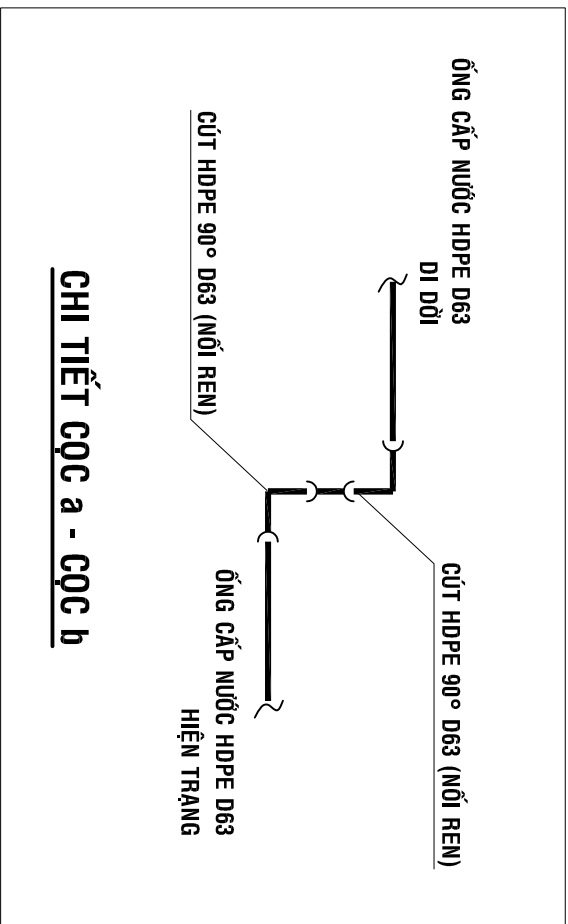 ỐNG CẤP NƯỚC HDPE D63
DI DỜI
CÚT HDPE 90° D63 (NỐI REN)
CÚT HDPE 90° D63 (NỐI REN)
ỐNG CẤP NƯỚC HDPE D63
HIỆN TRẠNG
CHI TIẾT CỌC a - CỌC b